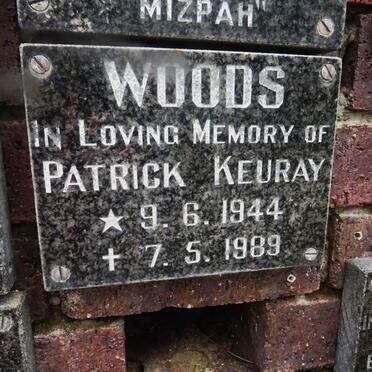 MIZPAH"
WOODS
IN LOVING MEMORY OF
PATRICK KEURAY
★ 9. 6. 1944
✝ 7. 5. 1989